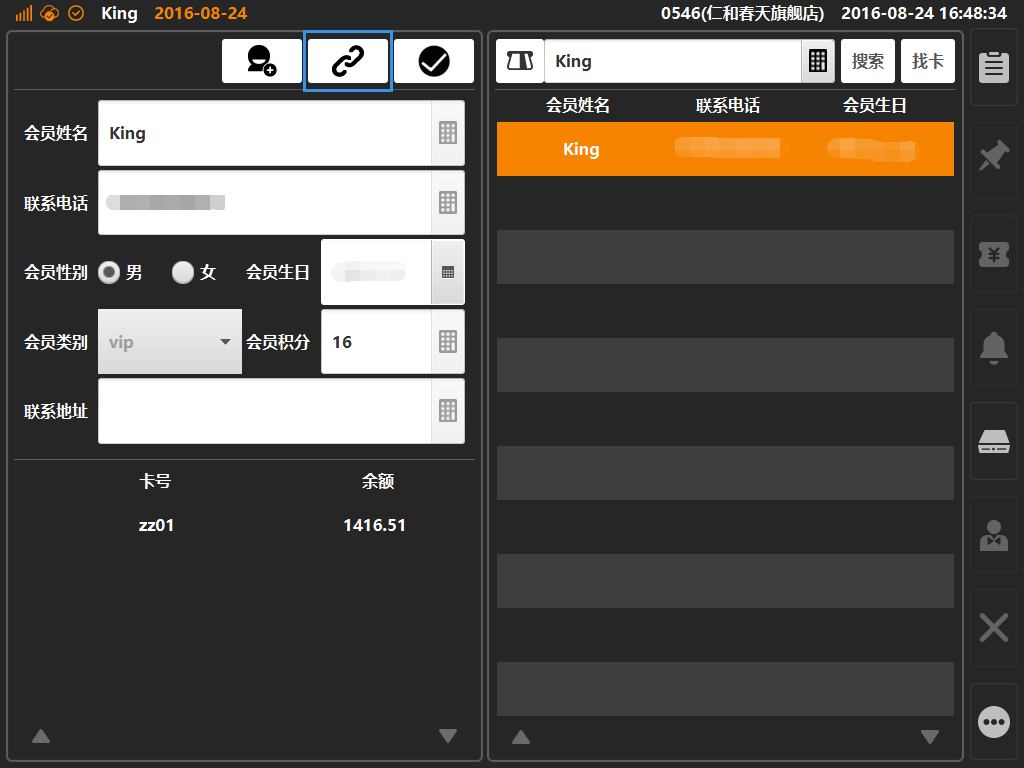 King 2016-08-24 0546(仁和春天旗舰店) 2016-08-24 16:48:34
King 搜索 找卡
会员姓名 King
联系电话
会员性别 男 女 会员生日
会员类别 vip 会员积分 16
联系地址
卡号 余额
zz01 1416.51
会员姓名 联系电话 会员生日
King